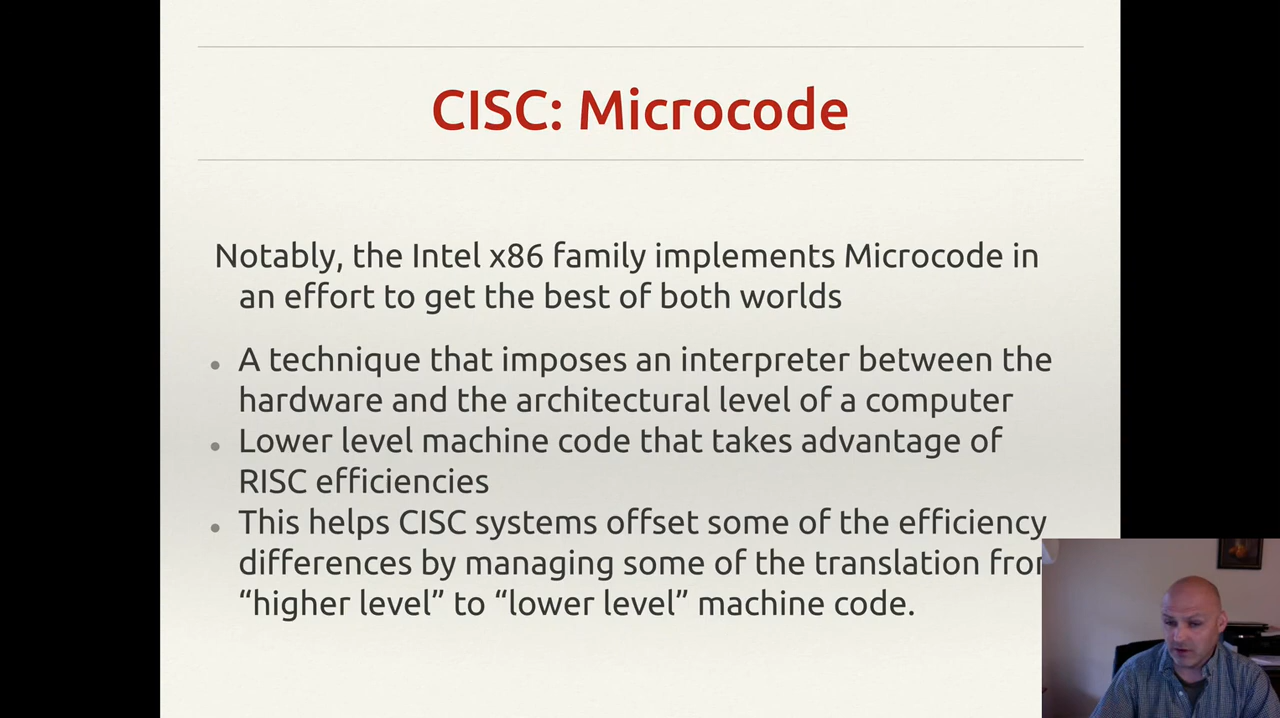 CISC: Microcode
Notably, the Intel x86 family implements Microcode in
an effort to get the best of both worlds
• A technique that imposes an interpreter between the
hardware and the architectural level of a computer
• Lower level machine code that takes advantage of
RISC efficiencies
• This helps CISC systems offset some of the efficiency
differences by managing some of the translation
“higher level” to “lower level” machine code.